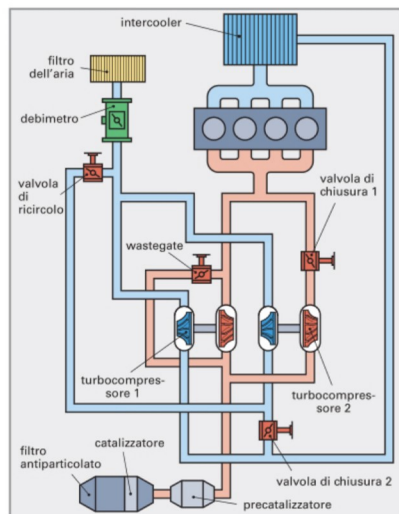 intercooler
filtro
dell'aria
debimetro
valvola
di
ricircolo
valvola di
chiusura 1
wastegate
turbocompres-
sore 1
turbocompres-
sore 2
filtro
antiparticolato
catalizzatore
valvola di chiusura 2
precatalizzatore